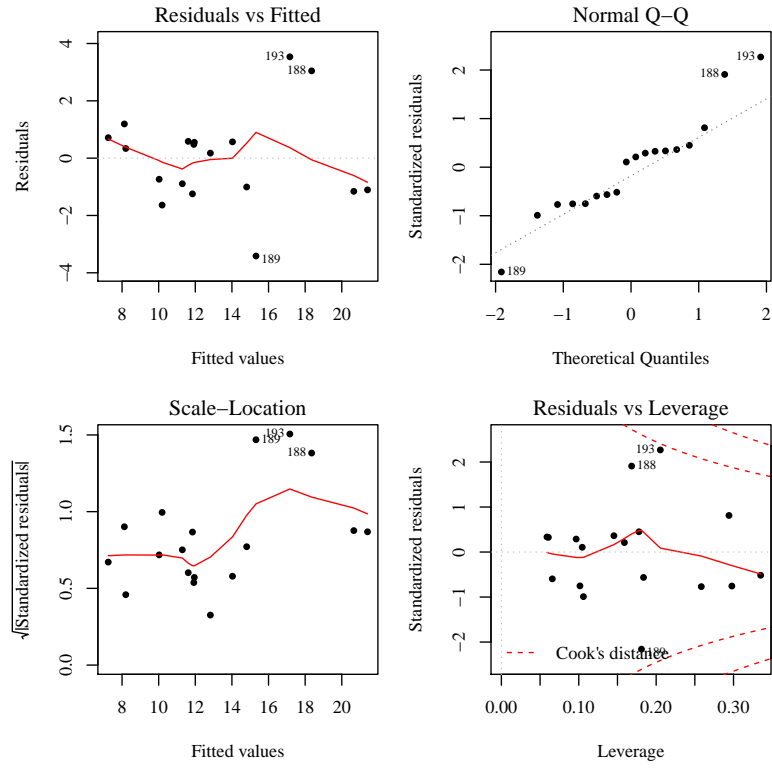 Residuals vs Fitted
Residuals
4
2
0
−2
−4
193
188
189
8 10 12 14 16 18 20
Fitted values
Normal Q−Q
Standardized residuals
2
1
0
−1
−2
193
188
189
−2 −1 0 1 2
Theoretical Quantiles
Scale−Location
√|Standardized residuals|
1.5
1.0
0.5
0.0
193
189
188
8 10 12 14 16 18 20
Fitted values
Residuals vs Leverage
Standardized residuals
2
1
0
−1
−2
193
188
189
Cook's distance
0.00 0.10 0.20 0.30
Leverage